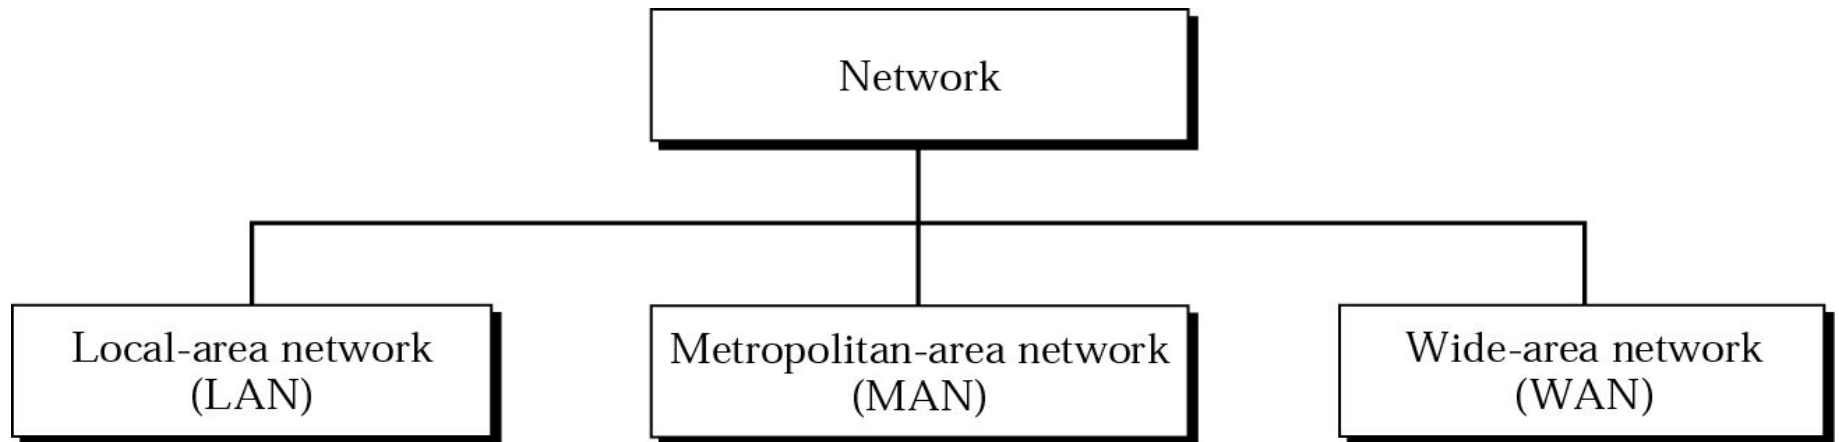 Network
Local-area network
(LAN)
Metropolitan-area network
(MAN)
Wide-area network
(WAN)